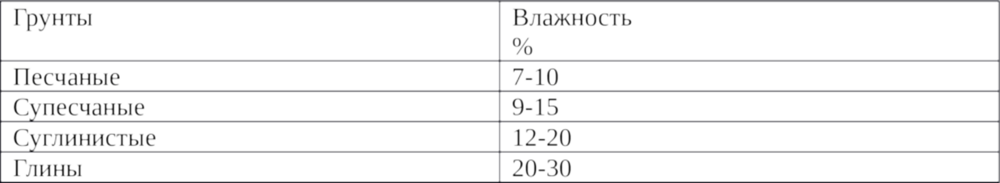 Грунты
Влажность
%
Песчаные
7-10
Супесчаные
9-15
Суглинистые
12-20
Глины
20-30